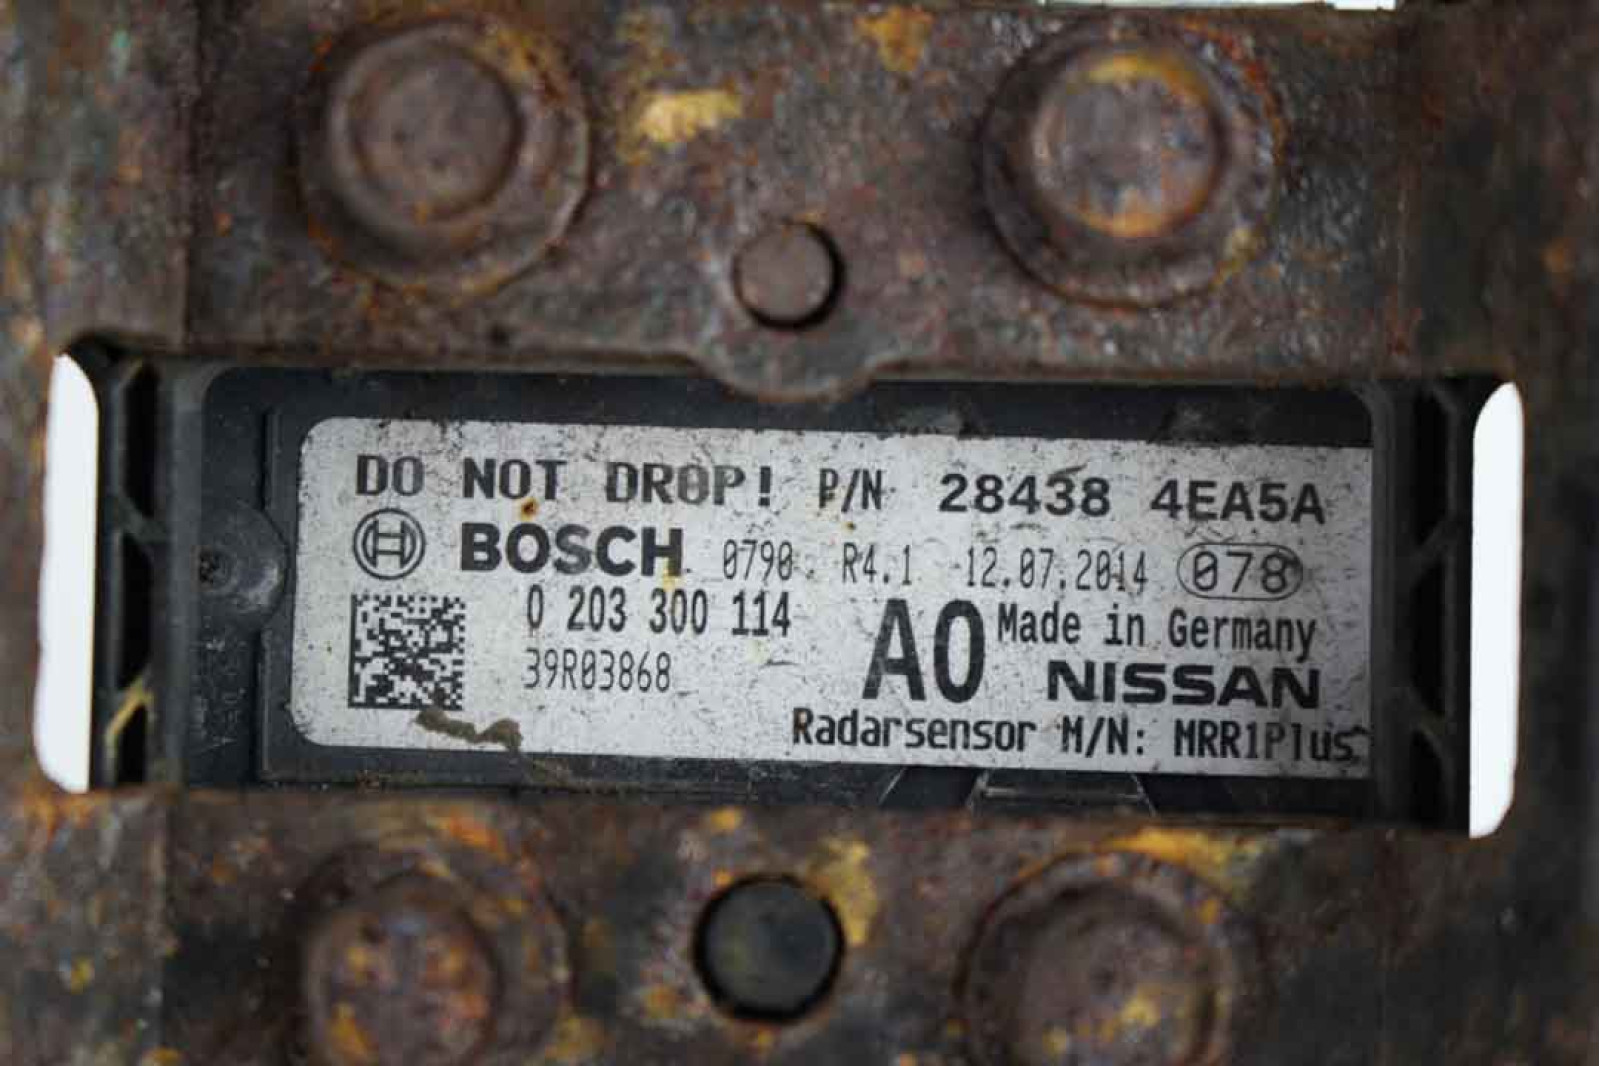 DO NOT DROP! P/N 28438 4EA5A
BOSCH 0790 R4.1 12.07.2014 078
0 203 300 114 A0 Made in Germany
39R03868 NISSAN
Radarsensor M/N: MRR1Plus